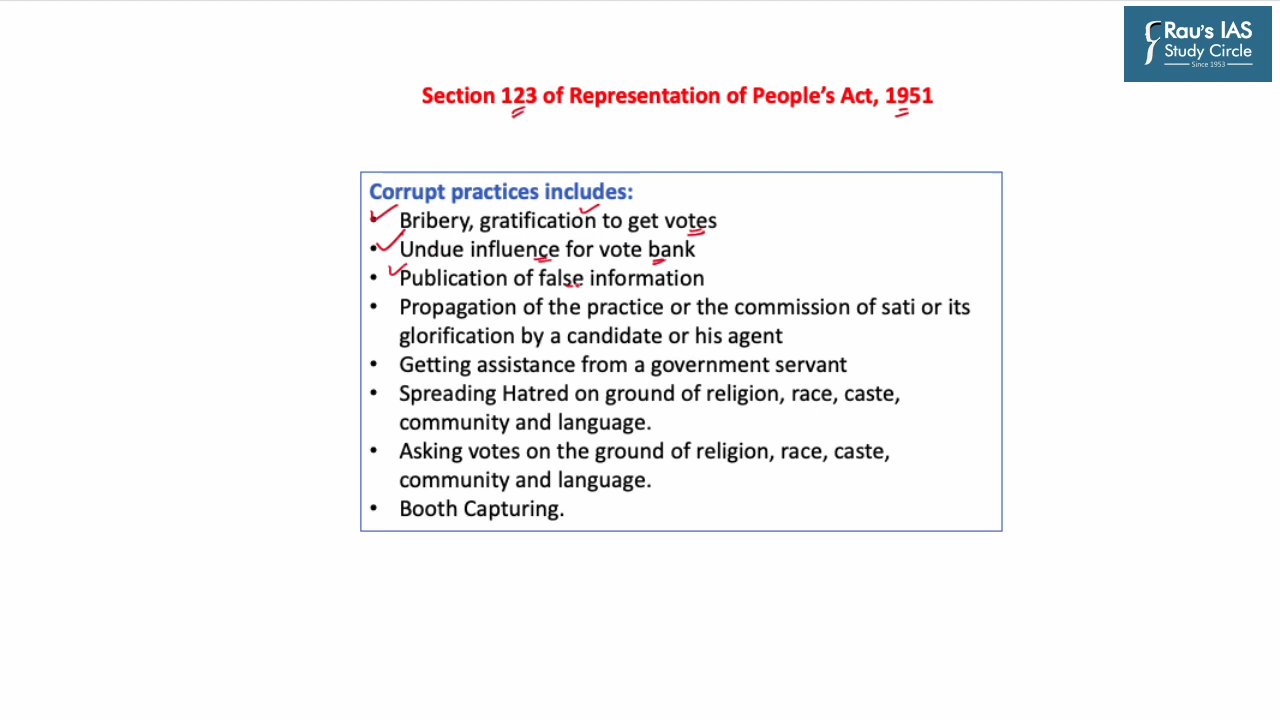 Rau's IAS
Study Circle
Since 1953
Section 123 of Representation of People's Act, 1951
Corrupt practices includes:
• Bribery, gratification to get votes
• Undue influence for vote bank
• Publication of false information
• Propagation of the practice or the commission of sati or its
glorification by a candidate or his agent
• Getting assistance from a government servant
• Spreading Hatred on ground of religion, race, caste,
community and language.
• Asking votes on the ground of religion, race, caste,
community and language.
• Booth Capturing.